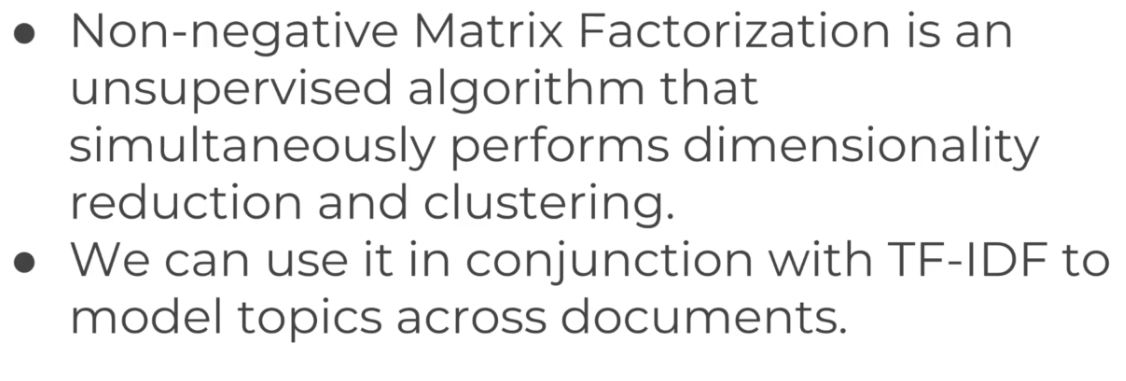 ● Non-negative Matrix Factorization is an
unsupervised algorithm that
simultaneously performs dimensionality
reduction and clustering.
● We can use it in conjunction with TF-IDF to
model topics across documents.